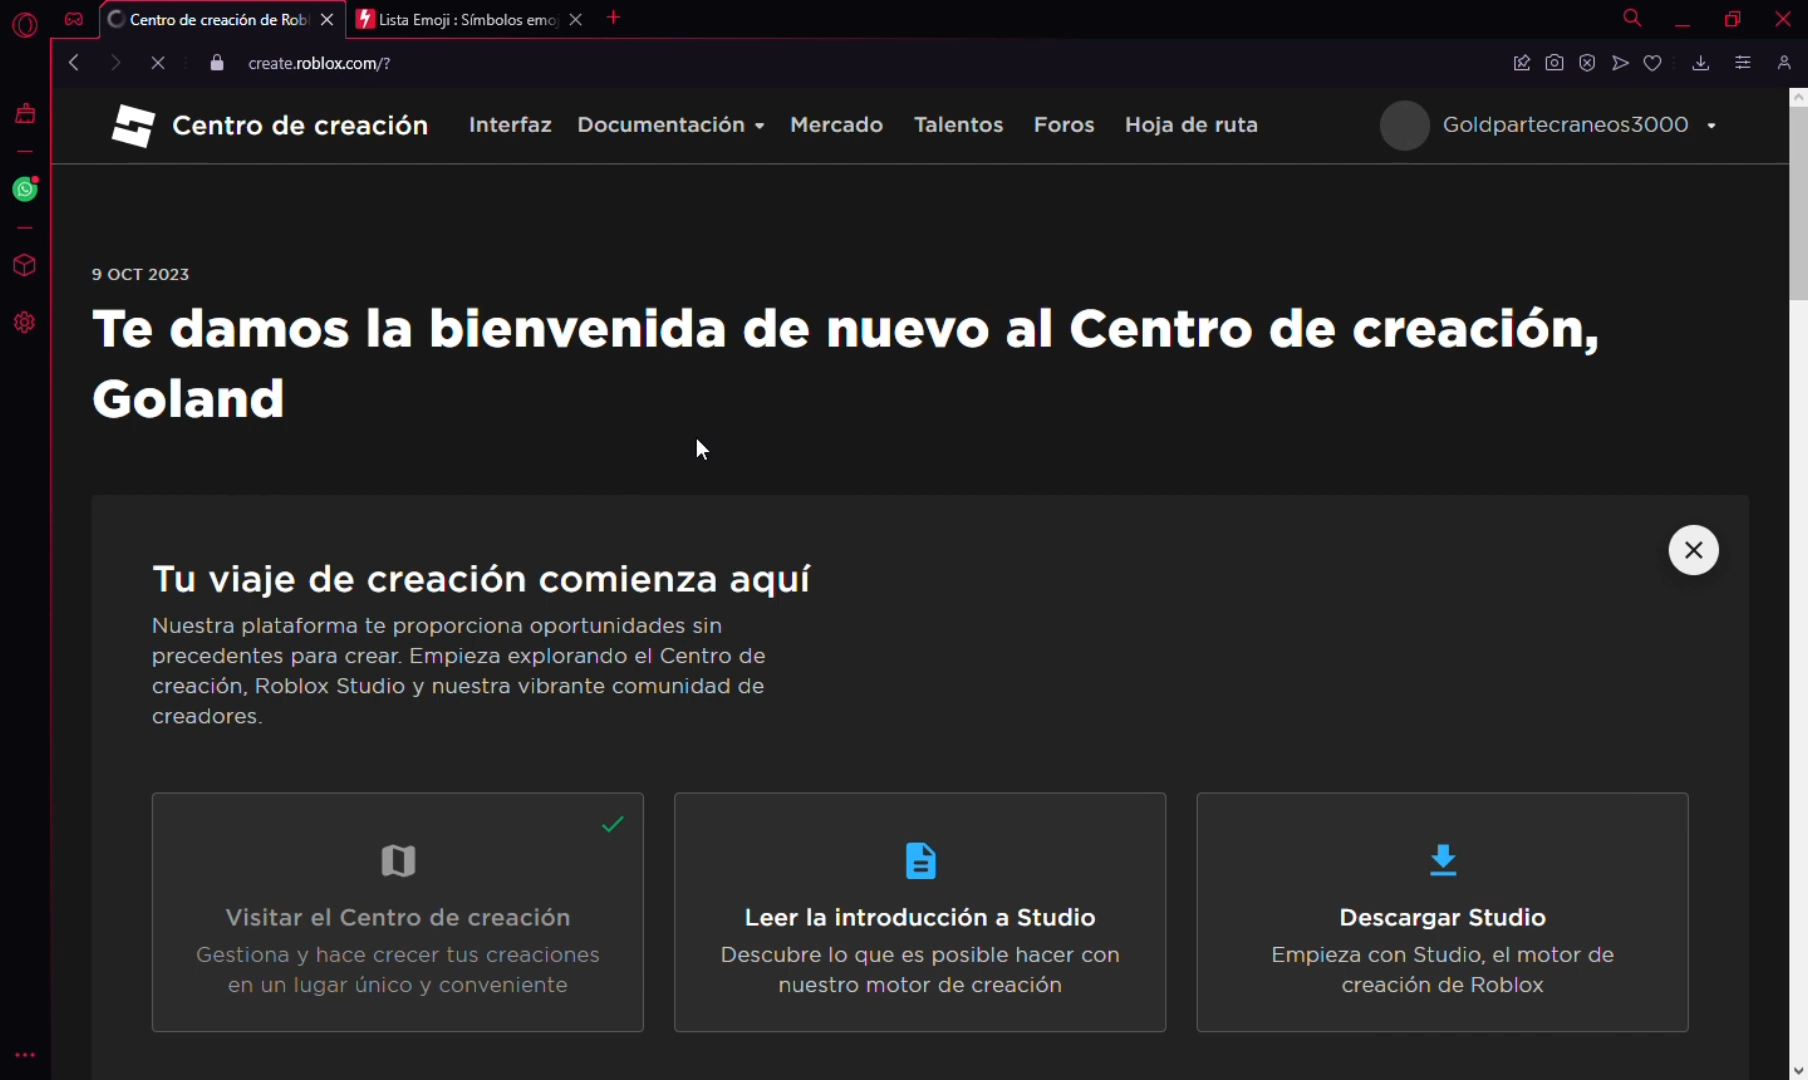 Centro de creación de Rob
Lista Emoji : Símbolos emo
create.roblox.com/?
Centro de creación
Interfaz
Documentación
Mercado
Talentos
Foros
Hoja de ruta
Goldpartecraneos3000
9 OCT 2023
Te damos la bienvenida de nuevo al Centro de creación,
Goland
Tu viaje de creación comienza aquí
Nuestra plataforma te proporciona oportunidades sin
precedentes para crear. Empieza explorando el Centro de
creación, Roblox Studio y nuestra vibrante comunidad de
creadores.
Visitar el Centro de creación
Gestiona y hace crecer tus creaciones
en un lugar único y conveniente
Leer la introducción a Studio
Descubre lo que es posible hacer con
nuestro motor de creación
Descargar Studio
Empieza con Studio, el motor de
creación de Roblox